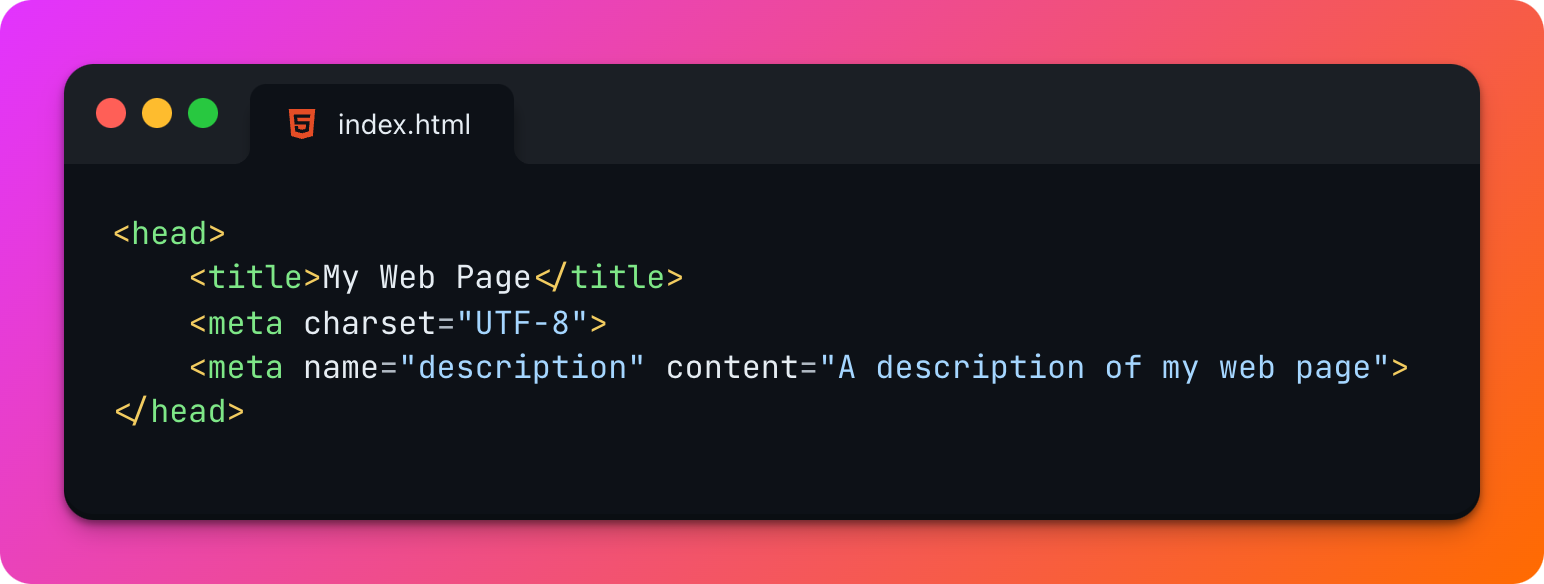 index.html
<head>
    <title>My Web Page</title>
    <meta charset="UTF-8">
    <meta name="description" content="A description of my web page">
</head>